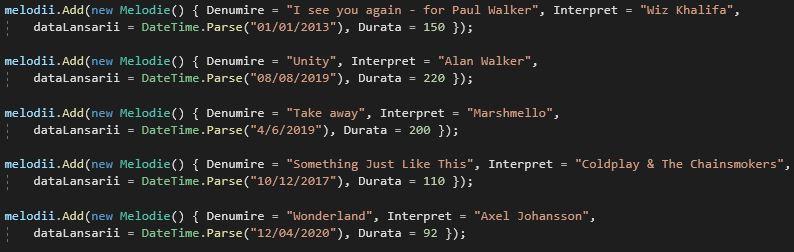 melodii.Add(new Melodie() { Denumire = "I see you again - for Paul Walker", Interpret = "Wiz Khalifa",
dataLansarii = DateTime.Parse("01/01/2013"), Durata = 150 });
melodii.Add(new Melodie() { Denumire = "Unity", Interpret = "Alan Walker",
dataLansarii = DateTime.Parse("08/08/2019"), Durata = 220 });
melodii.Add(new Melodie() { Denumire = "Take away", Interpret = "Marshmello",
dataLansarii = DateTime.Parse("4/6/2019"), Durata = 200 });
melodii.Add(new Melodie() { Denumire = "Something Just Like This", Interpret = "Coldplay & The Chainsmokers",
dataLansarii = DateTime.Parse("10/12/2017"), Durata = 110 });
melodii.Add(new Melodie() { Denumire = "Wonderland", Interpret = "Axel Johansson",
dataLansarii = DateTime.Parse("12/04/2020"), Durata = 92 });